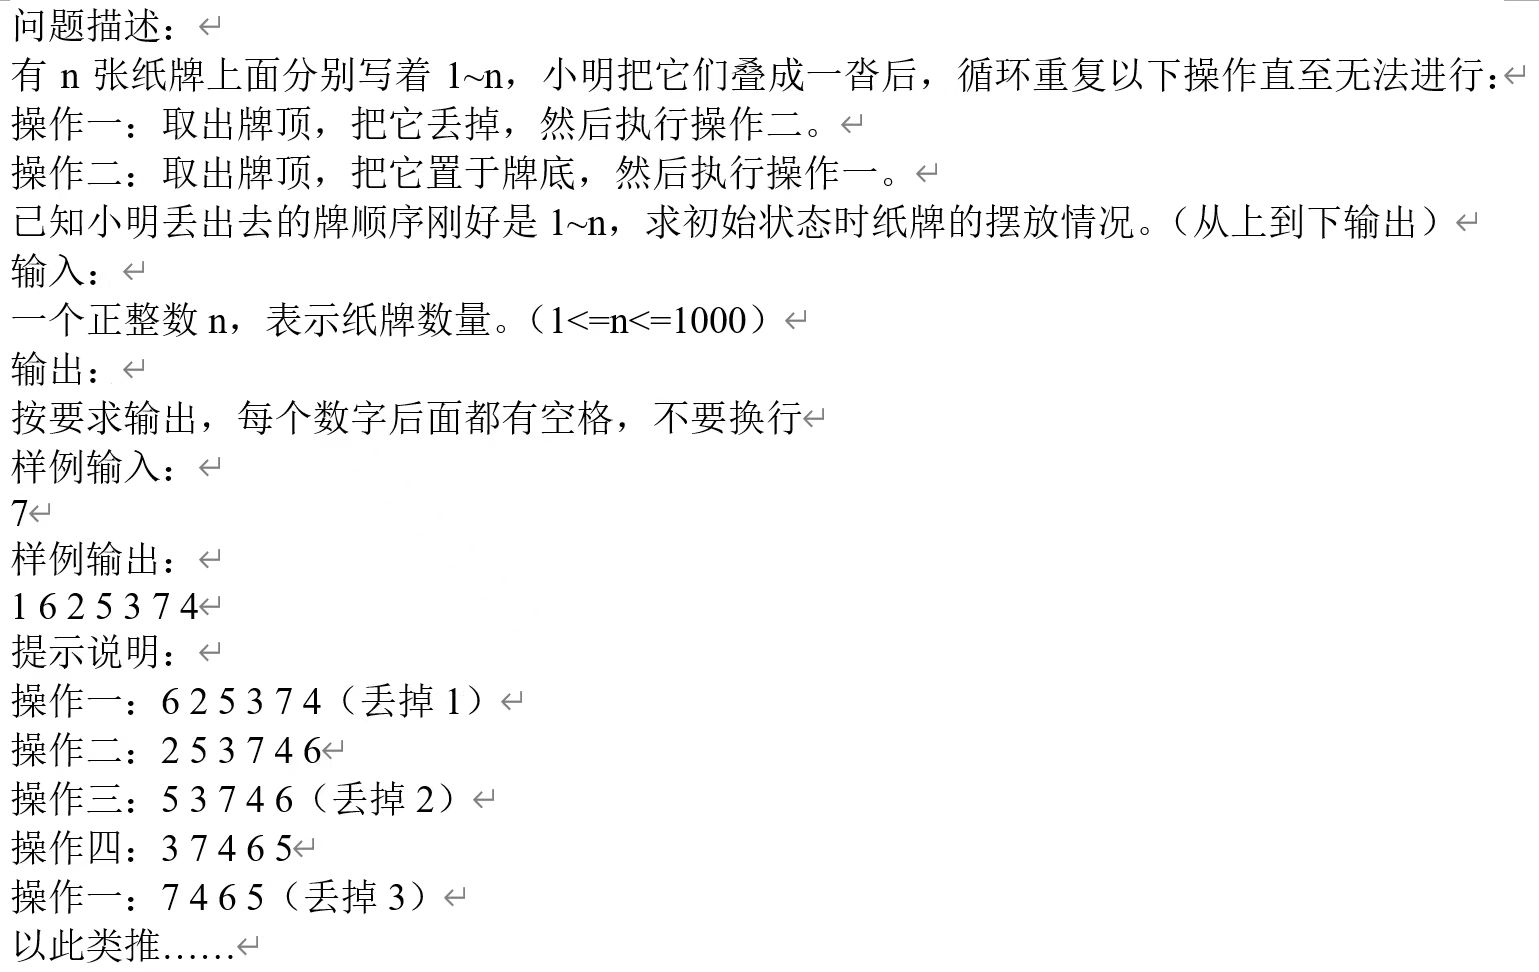 问题描述：↵
有 n 张纸牌上面分别写着 1~n，小明把它们叠成一沓后，循环重复以下操作直至无法进行：↵
操作一：取出牌顶，把它丢掉，然后执行操作二。↵
操作二：取出牌顶，把它置于牌底，然后执行操作一。↵
已知小明丢出去的牌顺序刚好是 1~n，求初始状态时纸牌的摆放情况。（从上到下输出）↵
输入：↵
一个正整数 n，表示纸牌数量。（1<=n<=1000）↵
输出：↵
按要求输出，每个数字后面都有空格，不要换行↵
样例输入：↵
7↵
样例输出：↵
1 6 2 5 3 7 4↵
提示说明：↵
操作一：6 2 5 3 7 4（丢掉 1）↵
操作二：2 5 3 7 4 6↵
操作三：5 3 7 4 6（丢掉 2）↵
操作四：3 7 4 6 5↵
操作一：7 4 6 5（丢掉 3）↵
以此类推……↵